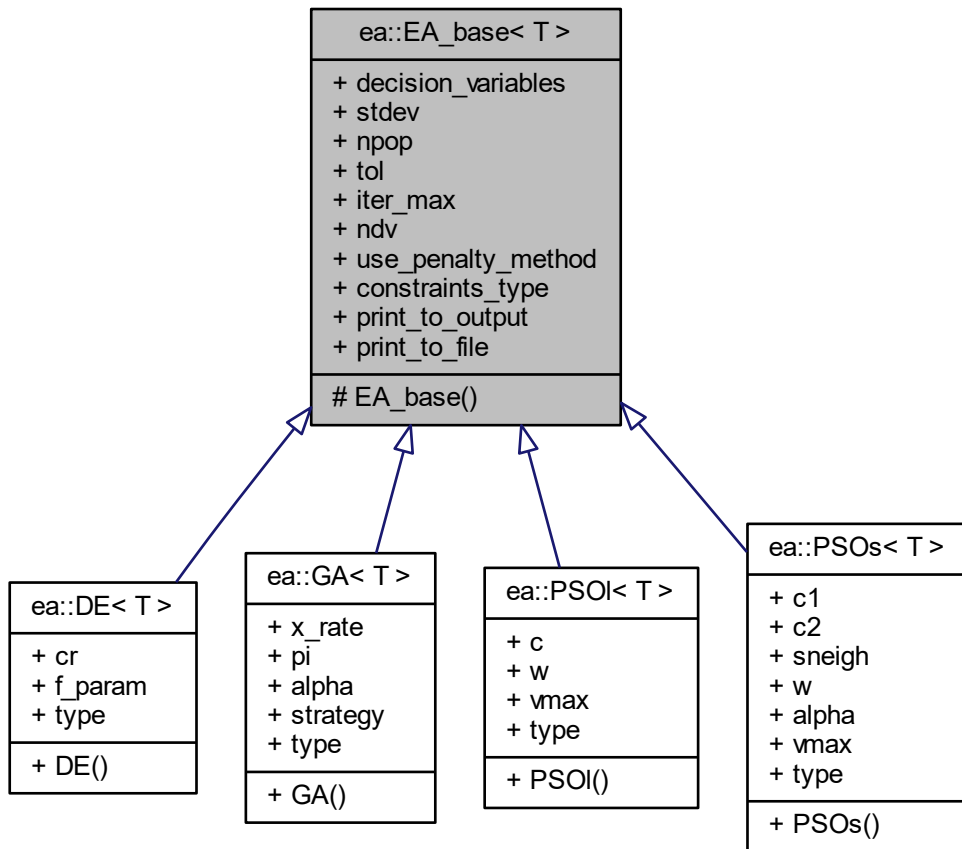 ea::EA_base< T >
+ decision_variables
+ stdev
+ npop
+ tol
+ iter_max
+ ndv
+ use_penalty_method
+ constraints_type
+ print_to_output
+ print_to_file
# EA_base()
ea::DE< T >
+ cr
+ f_param
+ type
+ DE()
ea::GA< T >
+ x_rate
+ pi
+ alpha
+ strategy
+ type
+ GA()
ea::PSOl< T >
+ c
+ w
+ vmax
+ type
+ PSOl()
ea::PSOs< T >
+ c1
+ c2
+ sneigh
+ w
+ alpha
+ vmax
+ type
+ PSOs()